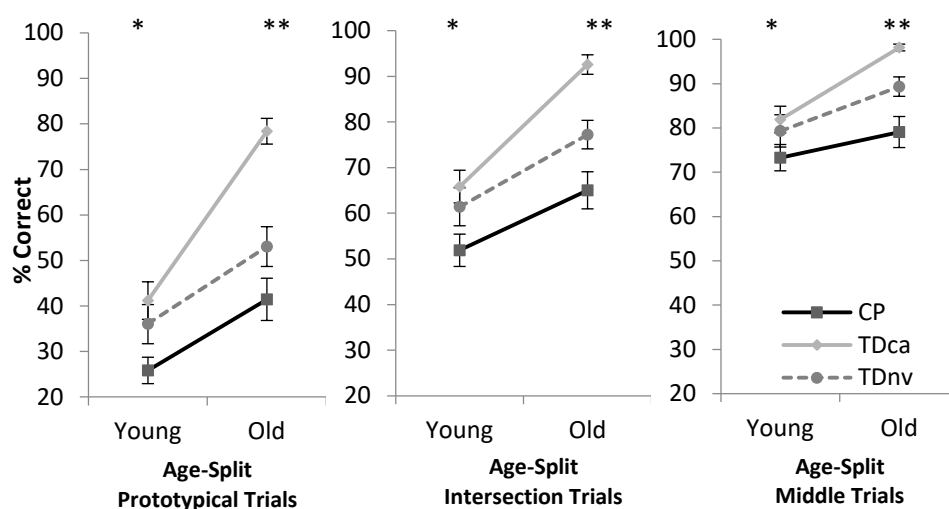 % Correct
* **
100
90
80
70
60
50
40
30
20
Young Old
Age-Split
Prototypical Trials
* **
100
90
80
70
60
50
40
30
20
Young Old
Age-Split
Intersection Trials
* **
100
90
80
70
60
50
40
30
20
CP
TDca
TDnv
Young Old
Age-Split
Middle Trials